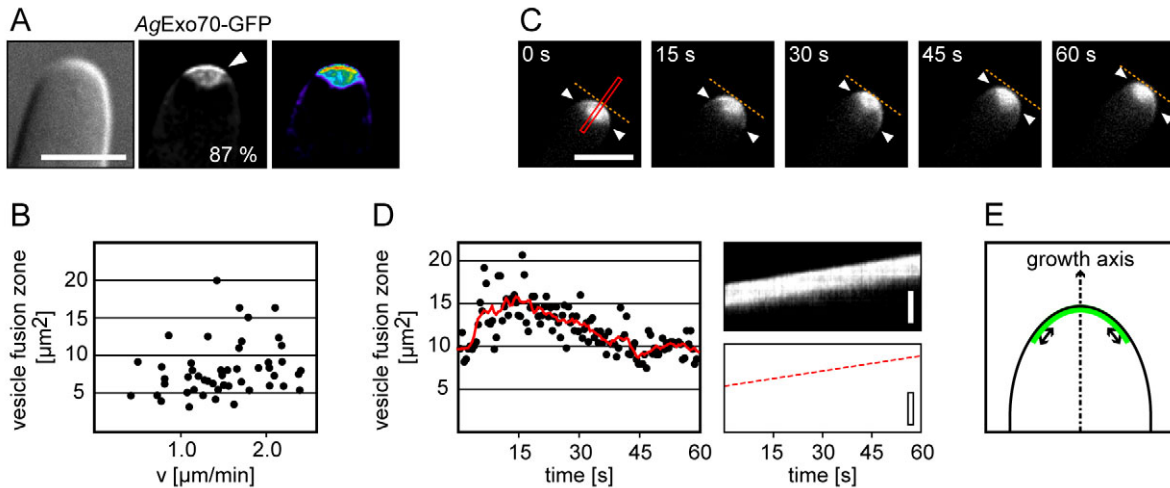 A
AgExo70-GFP
87 %
C
0 s
15 s
30 s
45 s
60 s
B
vesicle fusion zone
[µm2]
20
15
10
5
1.0
2.0
v [µm/min]
D
vesicle fusion zone
[µm2]
20
15
10
5
15
30
45
60
time [s]
15
30
45
60
time [s]
E
growth axis